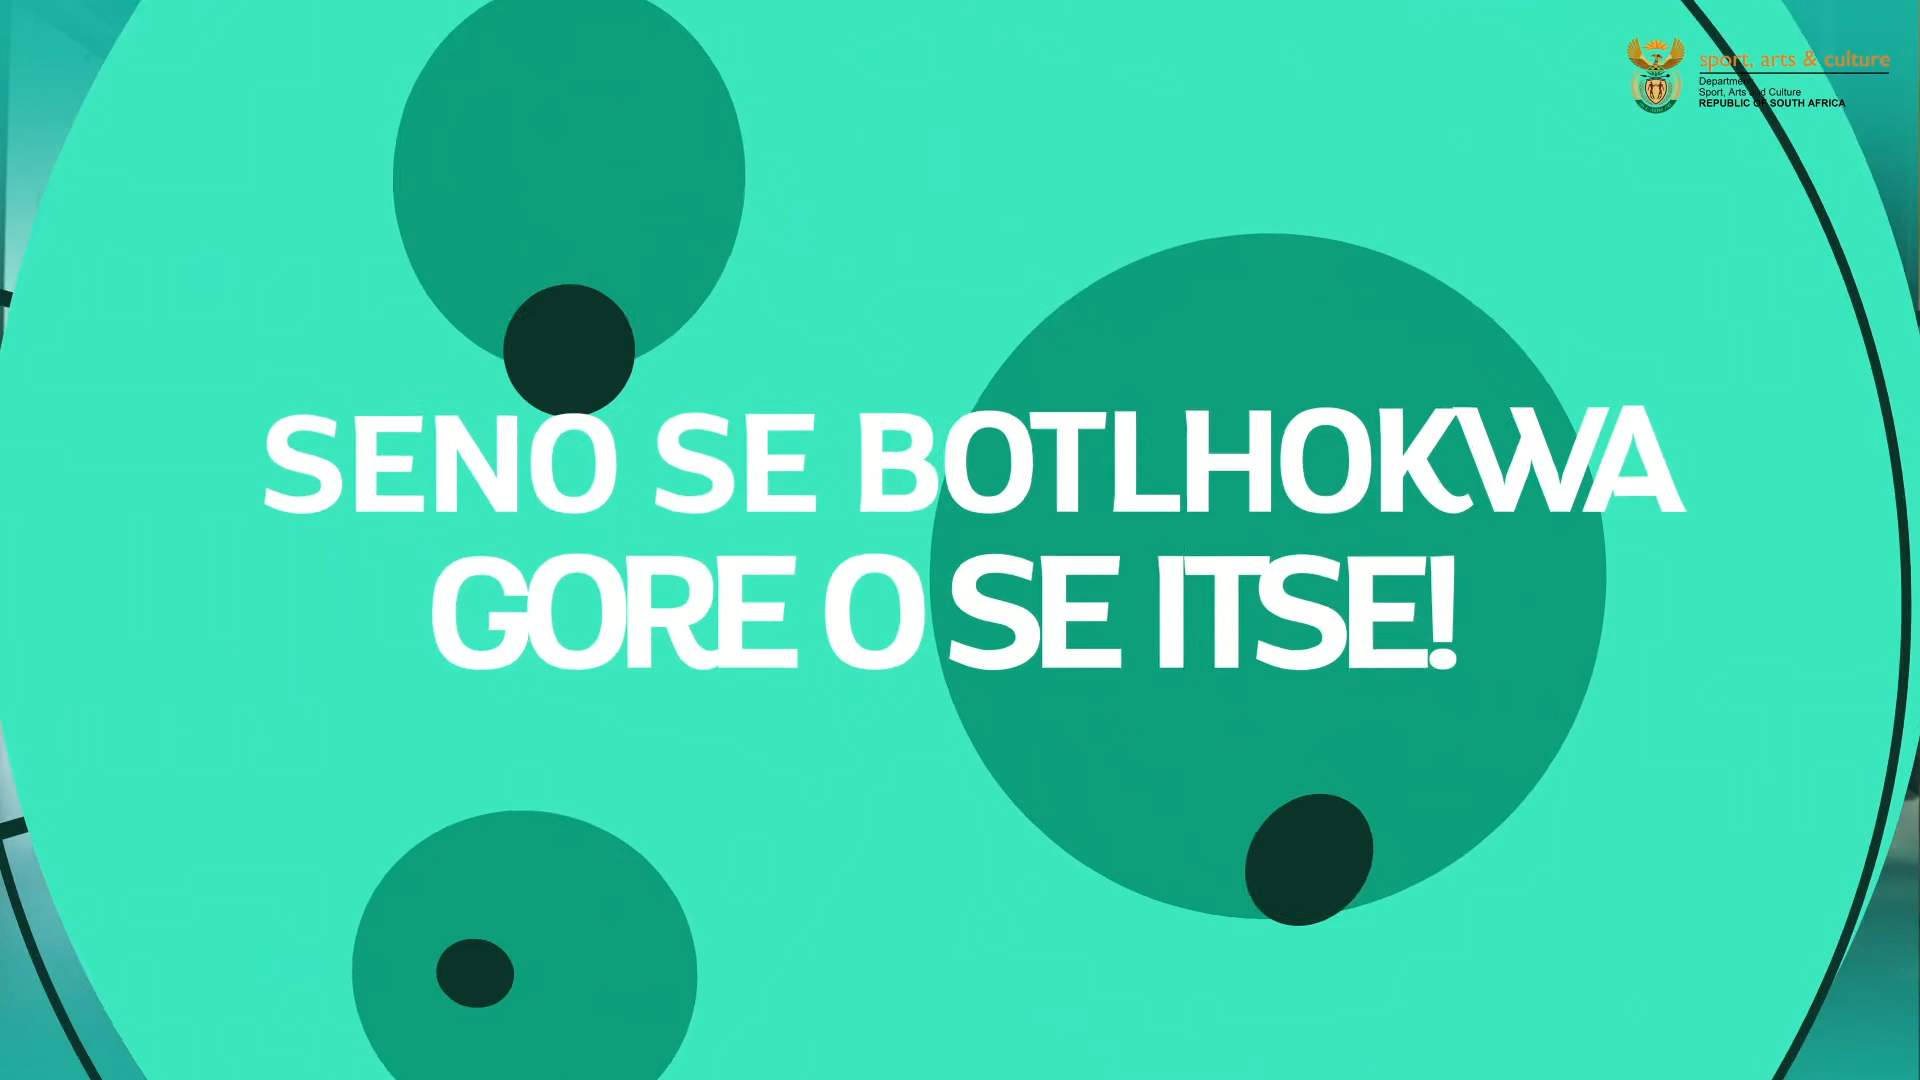 sport, arts & culture
Department:
Sport, Arts and Culture
REPUBLIC OF SOUTH AFRICA
SENO SE BOTLHOKWA
GORE O SE ITSE!